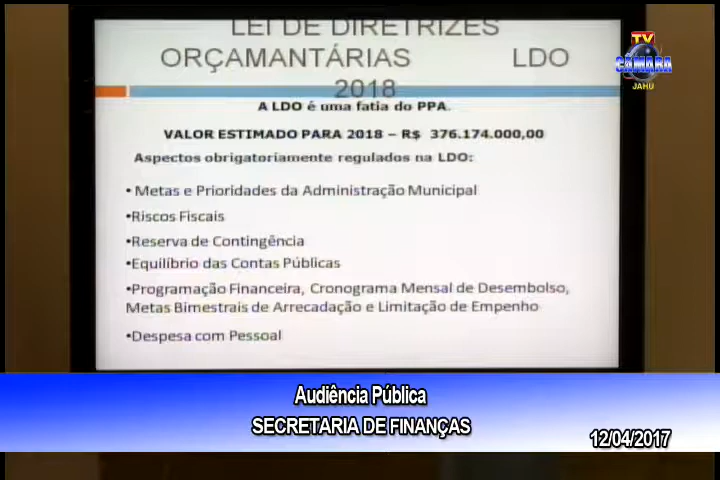 LEI DE DIRETRIZES
ORÇAMANTÁRIAS LDO
2018
A LDO é uma fatia do PPA.
VALOR ESTIMADO PARA 2018 – R$ 376.174.000,00
Aspectos obrigatoriamente regulados na LDO:
• Metas e Prioridades da Administração Municipal
•Riscos Fiscais
•Reserva de Contingência
•Equilíbrio das Contas Públicas
•Programação Financeira, Cronograma Mensal de Desembolso,
Metas Bimestrais de Arrecadação e Limitação de Empenho
•Despesa com Pessoal
TV
CÂMARA
JAHU
Audiência Pública
SECRETARIA DE FINANÇAS
12/04/2017